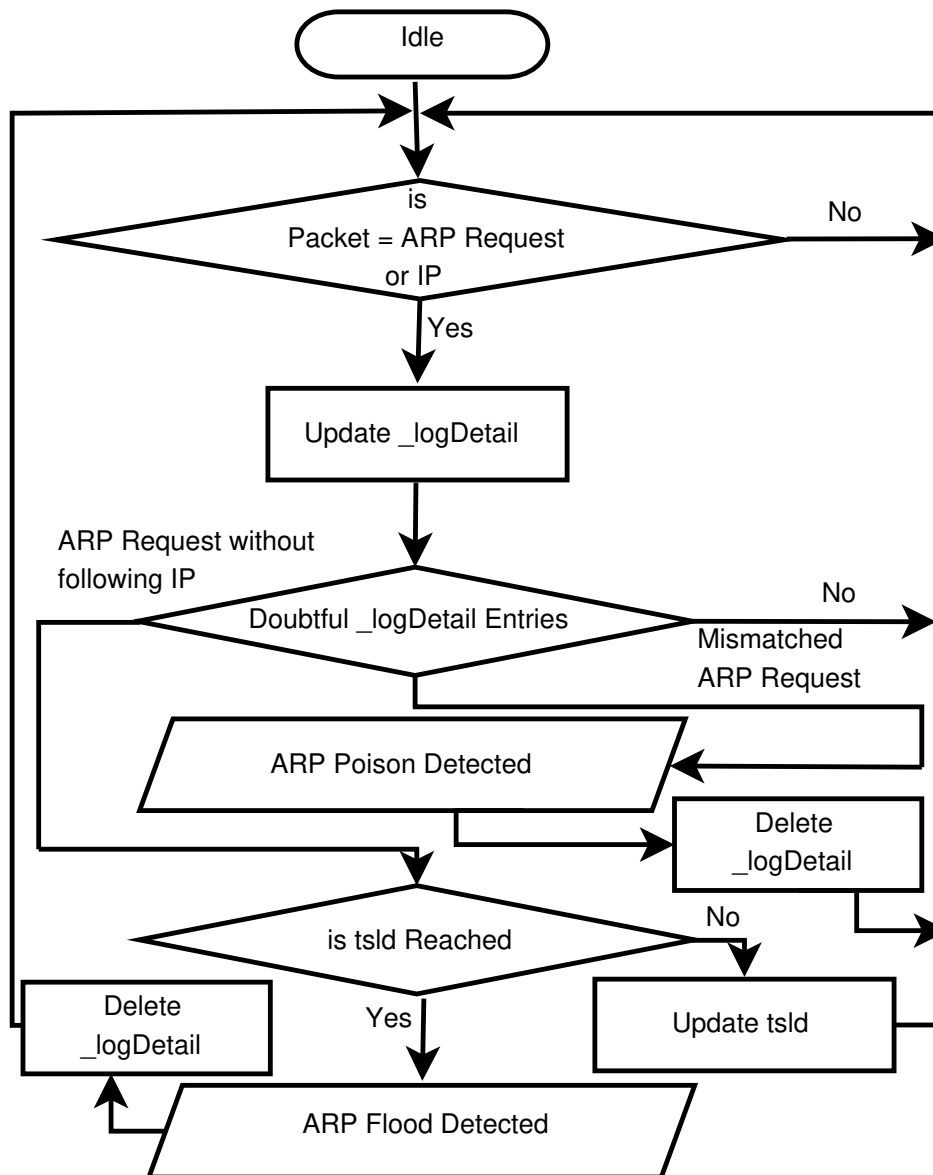 Idle
is
Packet = ARP Request
or IP
No
Yes
Update _logDetail
ARP Request without
following IP
Doubtful _logDetail Entries
No
Mismatched
ARP Request
ARP Poison Detected
Delete
_logDetail
is tsld Reached
No
Yes
Update tsld
Delete
_logDetail
ARP Flood Detected